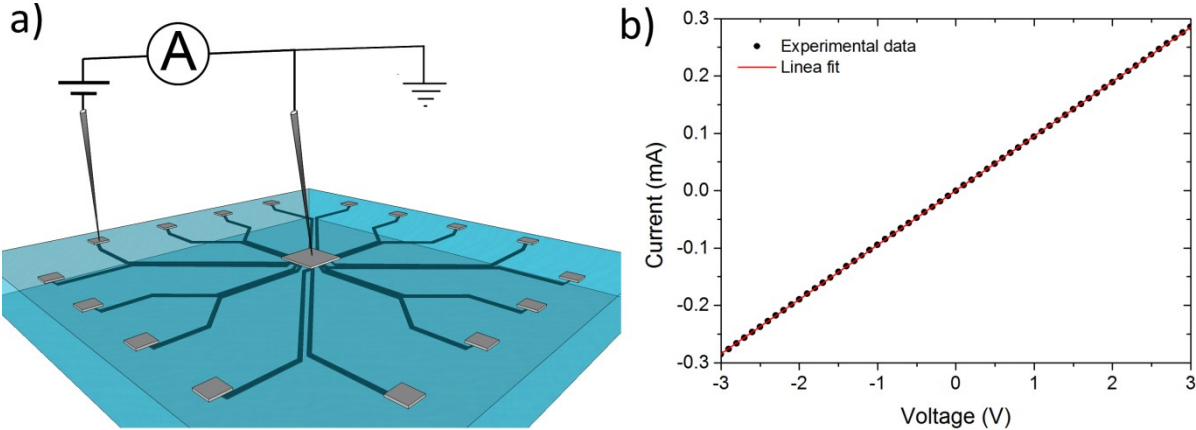 a)
A
b)
Experimental data
Linea fit
Current (mA)
0.3
0.2
0.1
0.0
-0.1
-0.2
-0.3
-3
-2
-1
0
1
2
3
Voltage (V)